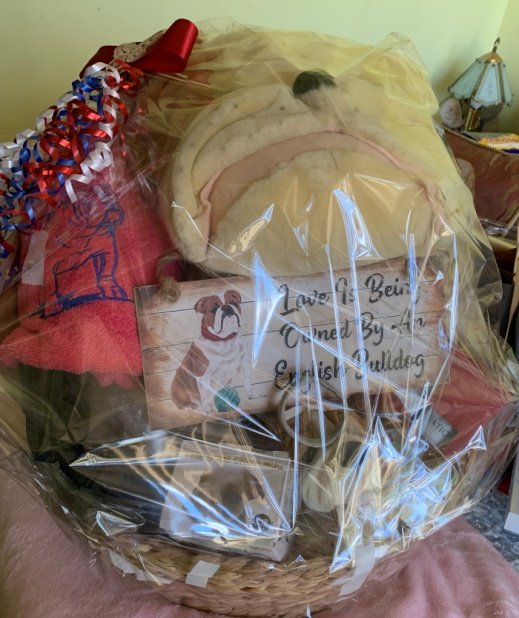 Love Is Being
Owned By An
English Bulldog